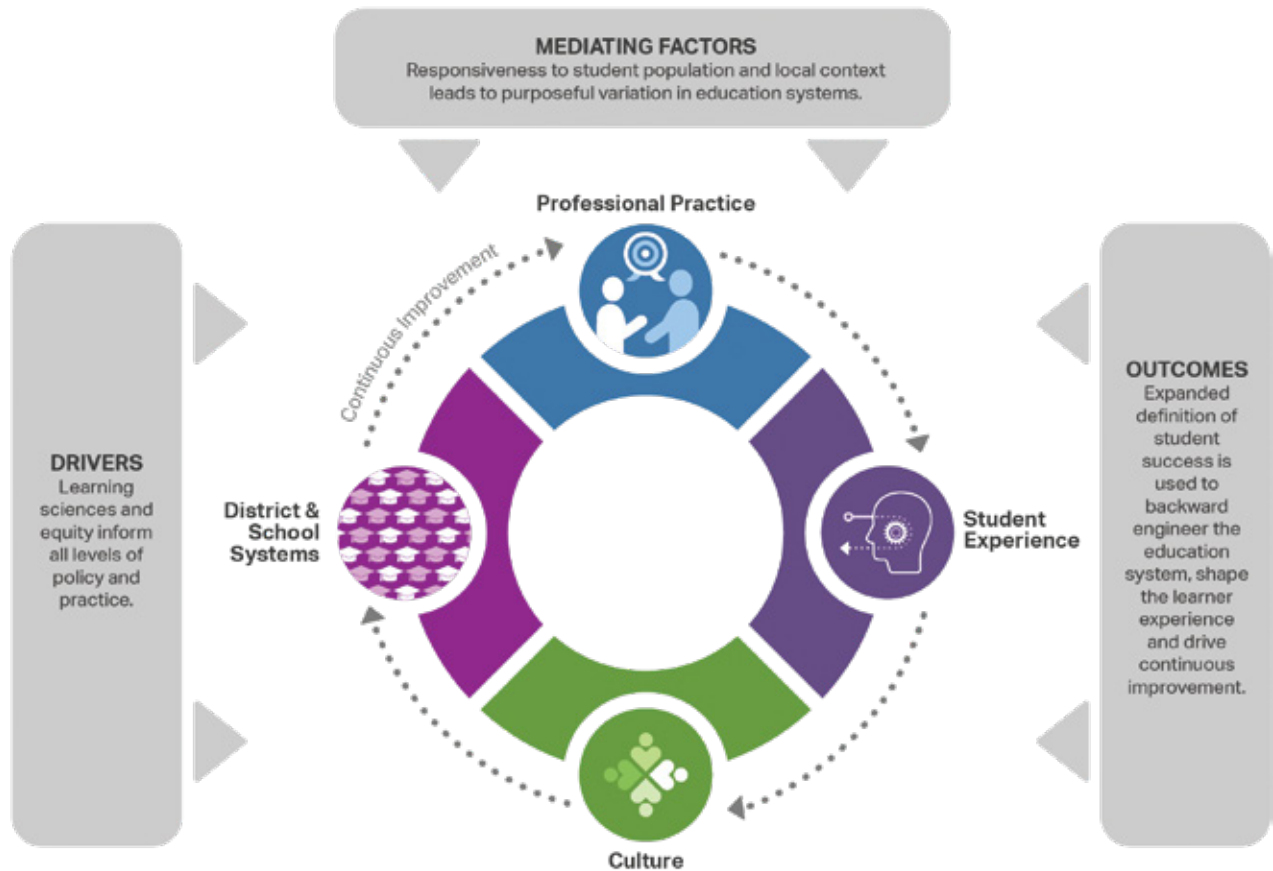 MEDIATING FACTORS
Responsiveness to student population and local context
leads to purposeful variation in education systems.
Professional Practice
Continuous Improvement
DRIVERS
Learning
sciences and
equity inform
all levels of
policy and
practice.
District &
School
Systems
Student
Experience
OUTCOMES
Expanded
definition of
student
success is
used to
backward
engineer the
education
system, shape
the learner
experience
and drive
continuous
improvement.
Culture